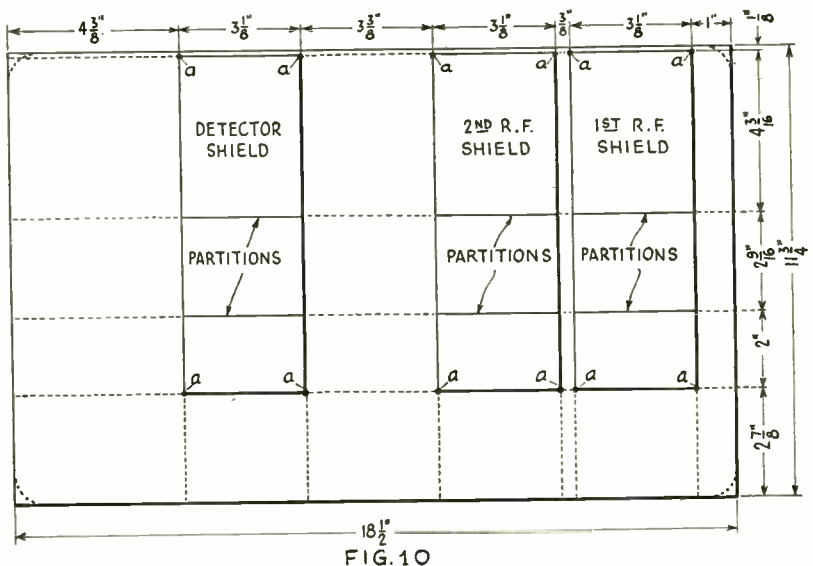 4 3/8" 3 1/8" 3 3/8" 3 1/8" 3/8" 3 1/8" 1" 1/8"
a a a a a a
DETECTOR
SHIELD
2ND R.F.
SHIELD
1ST R.F.
SHIELD
4 3/16"
PARTITIONS PARTITIONS PARTITIONS
2 9/16"
11 3/4"
2"
a a a a a a
2 7/8"
18 1/2"
FIG.10